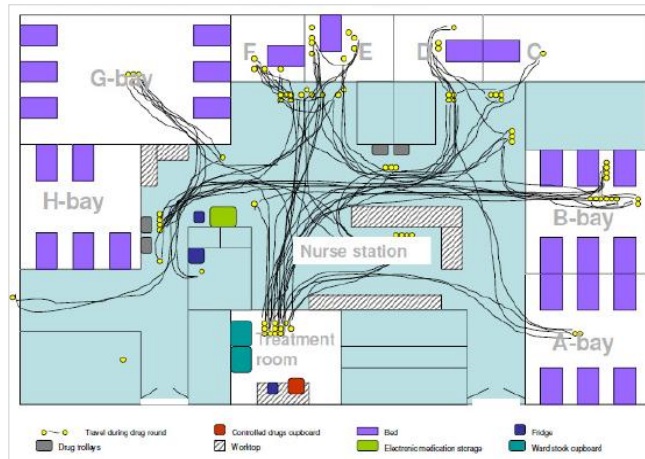 F
E
D
C
G-bay
H-bay
B-bay
Nurse station
Treatment
room
A-bay
Travel during drug round
Controlled drugs cupboard
Bed
Fridge
Drug trolleys
Worktop
Electronic medication storage
Ward stock cupboard